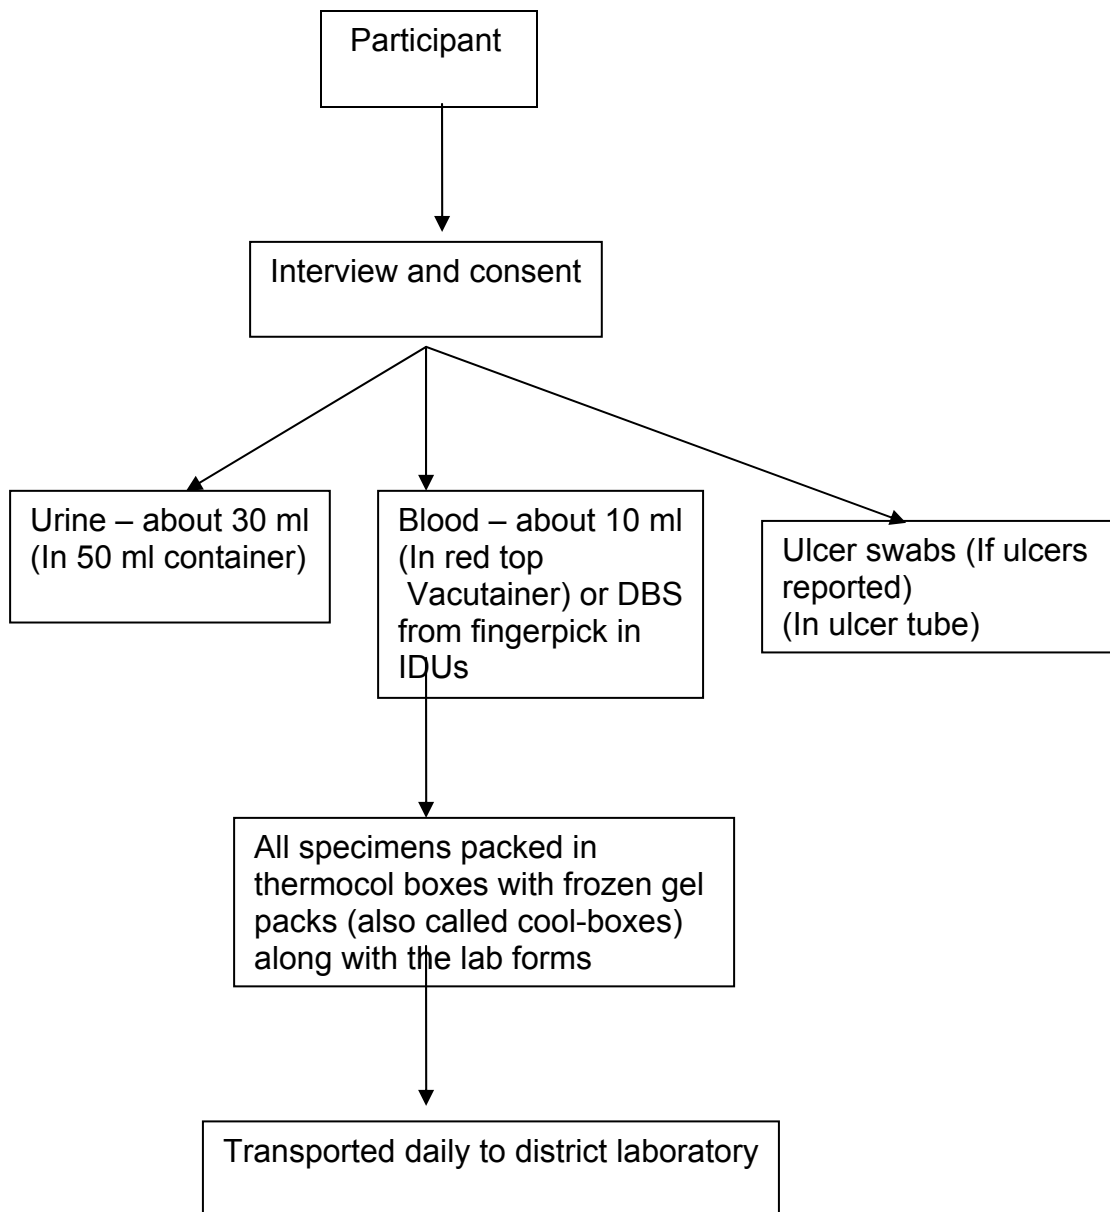 Participant
Interview and consent
Urine – about 30 ml
(In 50 ml container)
Blood – about 10 ml
(In red top
Vacutainer) or DBS
from fingerpick in
IDUs
Ulcer swabs (If ulcers
reported)
(In ulcer tube)
All specimens packed in
thermocol boxes with frozen gel
packs (also called cool-boxes)
along with the lab forms
Transported daily to district laboratory